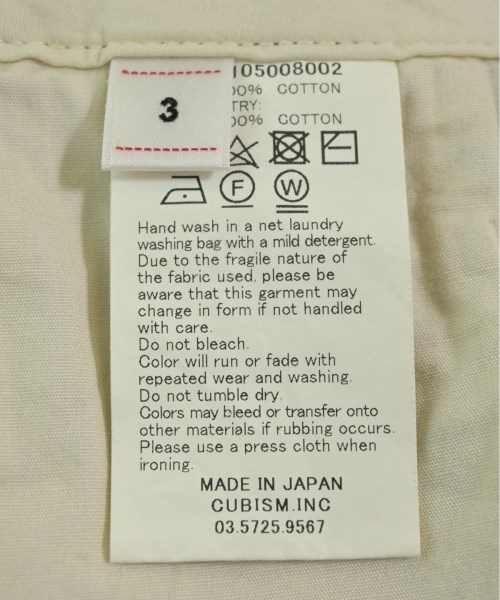 3
105008002
00% COTTON
TRY:
00% COTTON
F
W
Hand wash in a net laundry
washing bag with a mild detergent.
Due to the fragile nature of
the fabric used, please be
aware that this garment may
change in form if not handled
with care.
Do not bleach.
Color will run or fade with
repeated wear and washing.
Do not tumble dry.
Colors may bleed or transfer onto
other materials if rubbing occurs.
Please use a press cloth when
ironing.
MADE IN JAPAN
CUBISM.INC
03.5725.9567